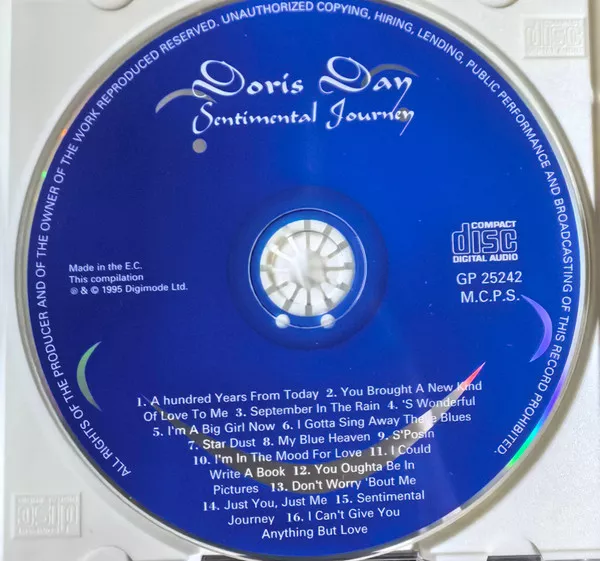 ALL RIGHTS OF THE PRODUCER AND OF THE OWNER OF THE WORK REPRODUCED RESERVED. UNAUTHORIZED COPYING, HIRING, LENDING, PUBLIC PERFORMANCE AND BROADCASTING OF THIS RECORD PROHIBITED.
Doris Day
Sentimental Journey
Made in the E.C.
This compilation
℗ & © 1995 Digimode Ltd.
COMPACT
disc
DIGITAL AUDIO
GP 25242
M.C.P.S.
1. A hundred Years From Today 2. You Brought A New Kind
Of Love To Me 3. September In The Rain 4. 'S Wonderful
5. I'm A Big Girl Now 6. I Gotta Sing Away These Blues
7. Star Dust 8. My Blue Heaven 9. S'Posin
10. I'm In The Mood For Love 11. I Could
Write A Book 12. You Oughta Be In
Pictures 13. Don't Worry 'Bout Me
14. Just You, Just Me 15. Sentimental
Journey 16. I Can't Give You
Anything But Love
disc
disc